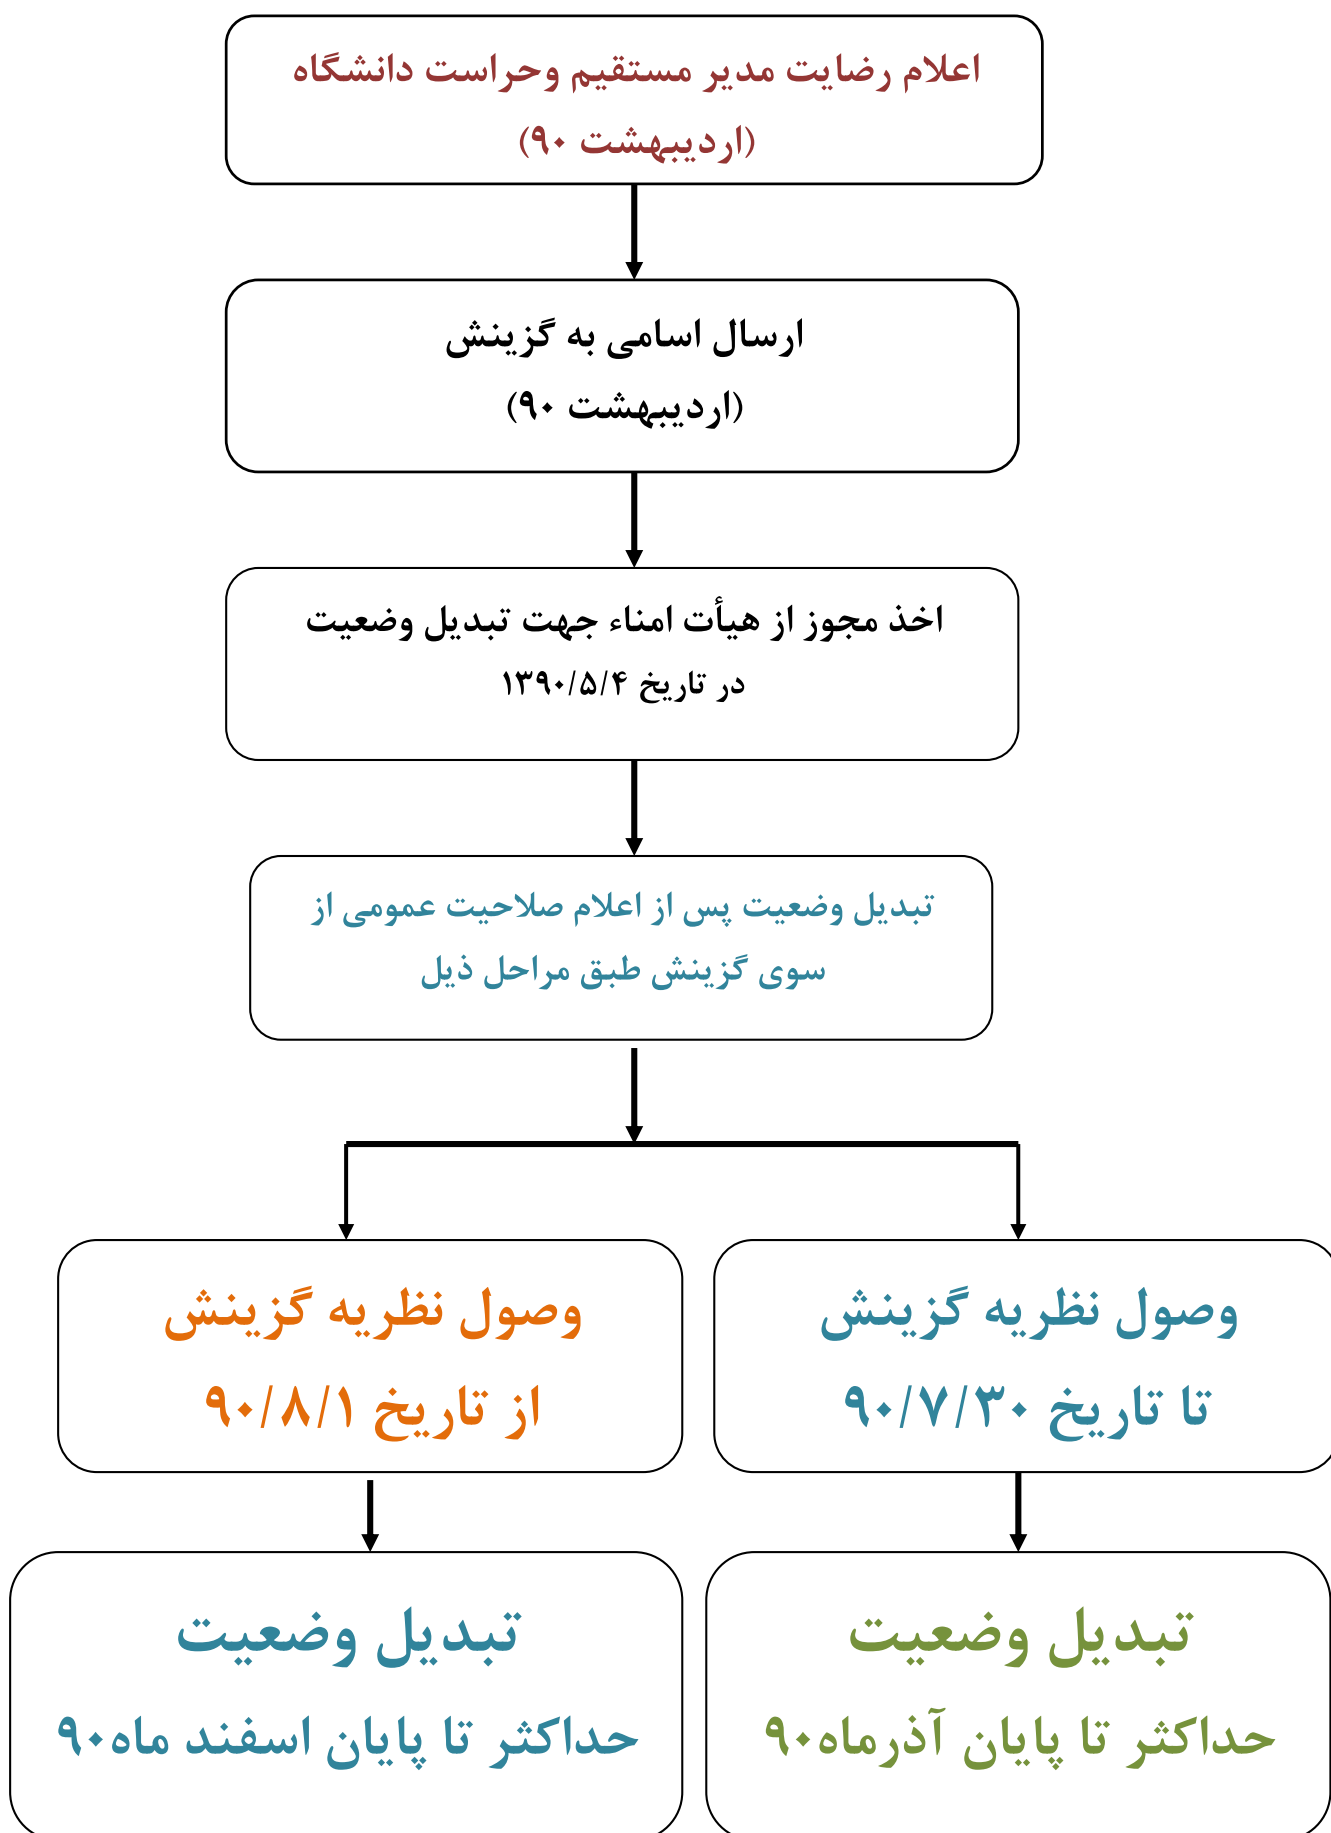 اعلام رضایت مدیر مستقیم وحراست دانشگاه
(اردیبهشت ۹۰)
ارسال اسامی به گزینش
(اردیبهشت ۹۰)
اخذ مجوز از هیأت امناء جهت تبدیل وضعیت
در تاریخ ۱۳۹۰/۵/۴
تبدیل وضعیت پس از اعلام صلاحیت عمومی از
سوی گزینش طبق مراحل ذیل
وصول نظریه گزینش
تا تاریخ ۹۰/۷/۳۰
وصول نظریه گزینش
از تاریخ ۹۰/۸/۱
تبدیل وضعیت
حداکثر تا پایان آذرماه۹۰
تبدیل وضعیت
حداکثر تا پایان اسفند ماه۹۰